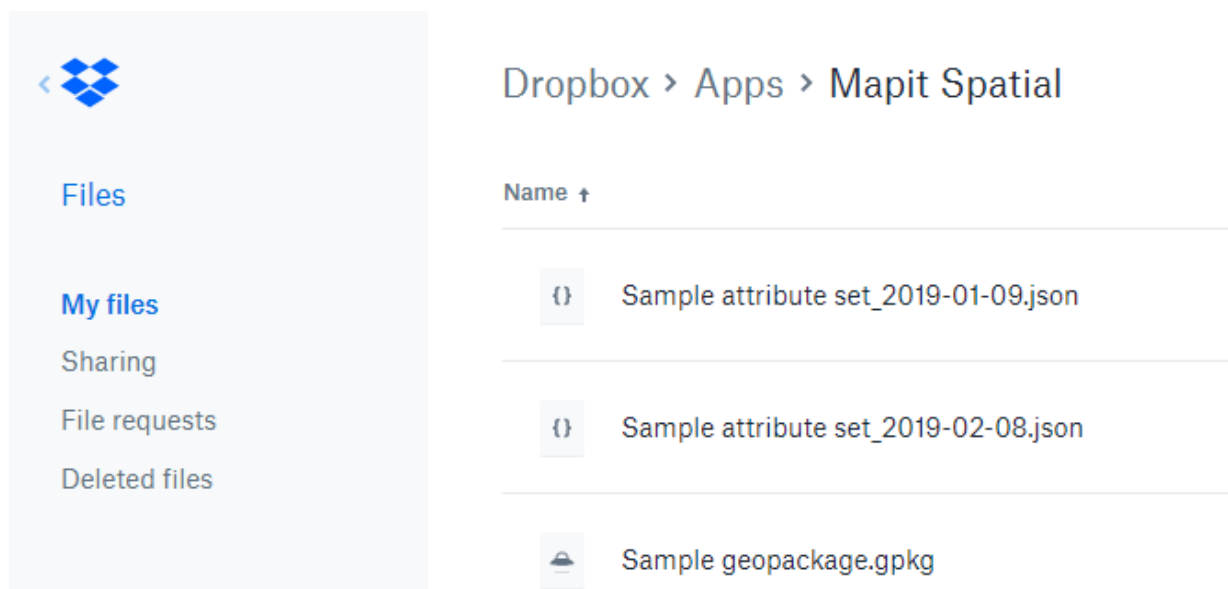 Dropbox > Apps > Mapit Spatial
Files
My files
Sharing
File requests
Deleted files
Name ↑
{} Sample attribute set_2019-01-09.json
{} Sample attribute set_2019-02-08.json
Sample geopackage.gpkg